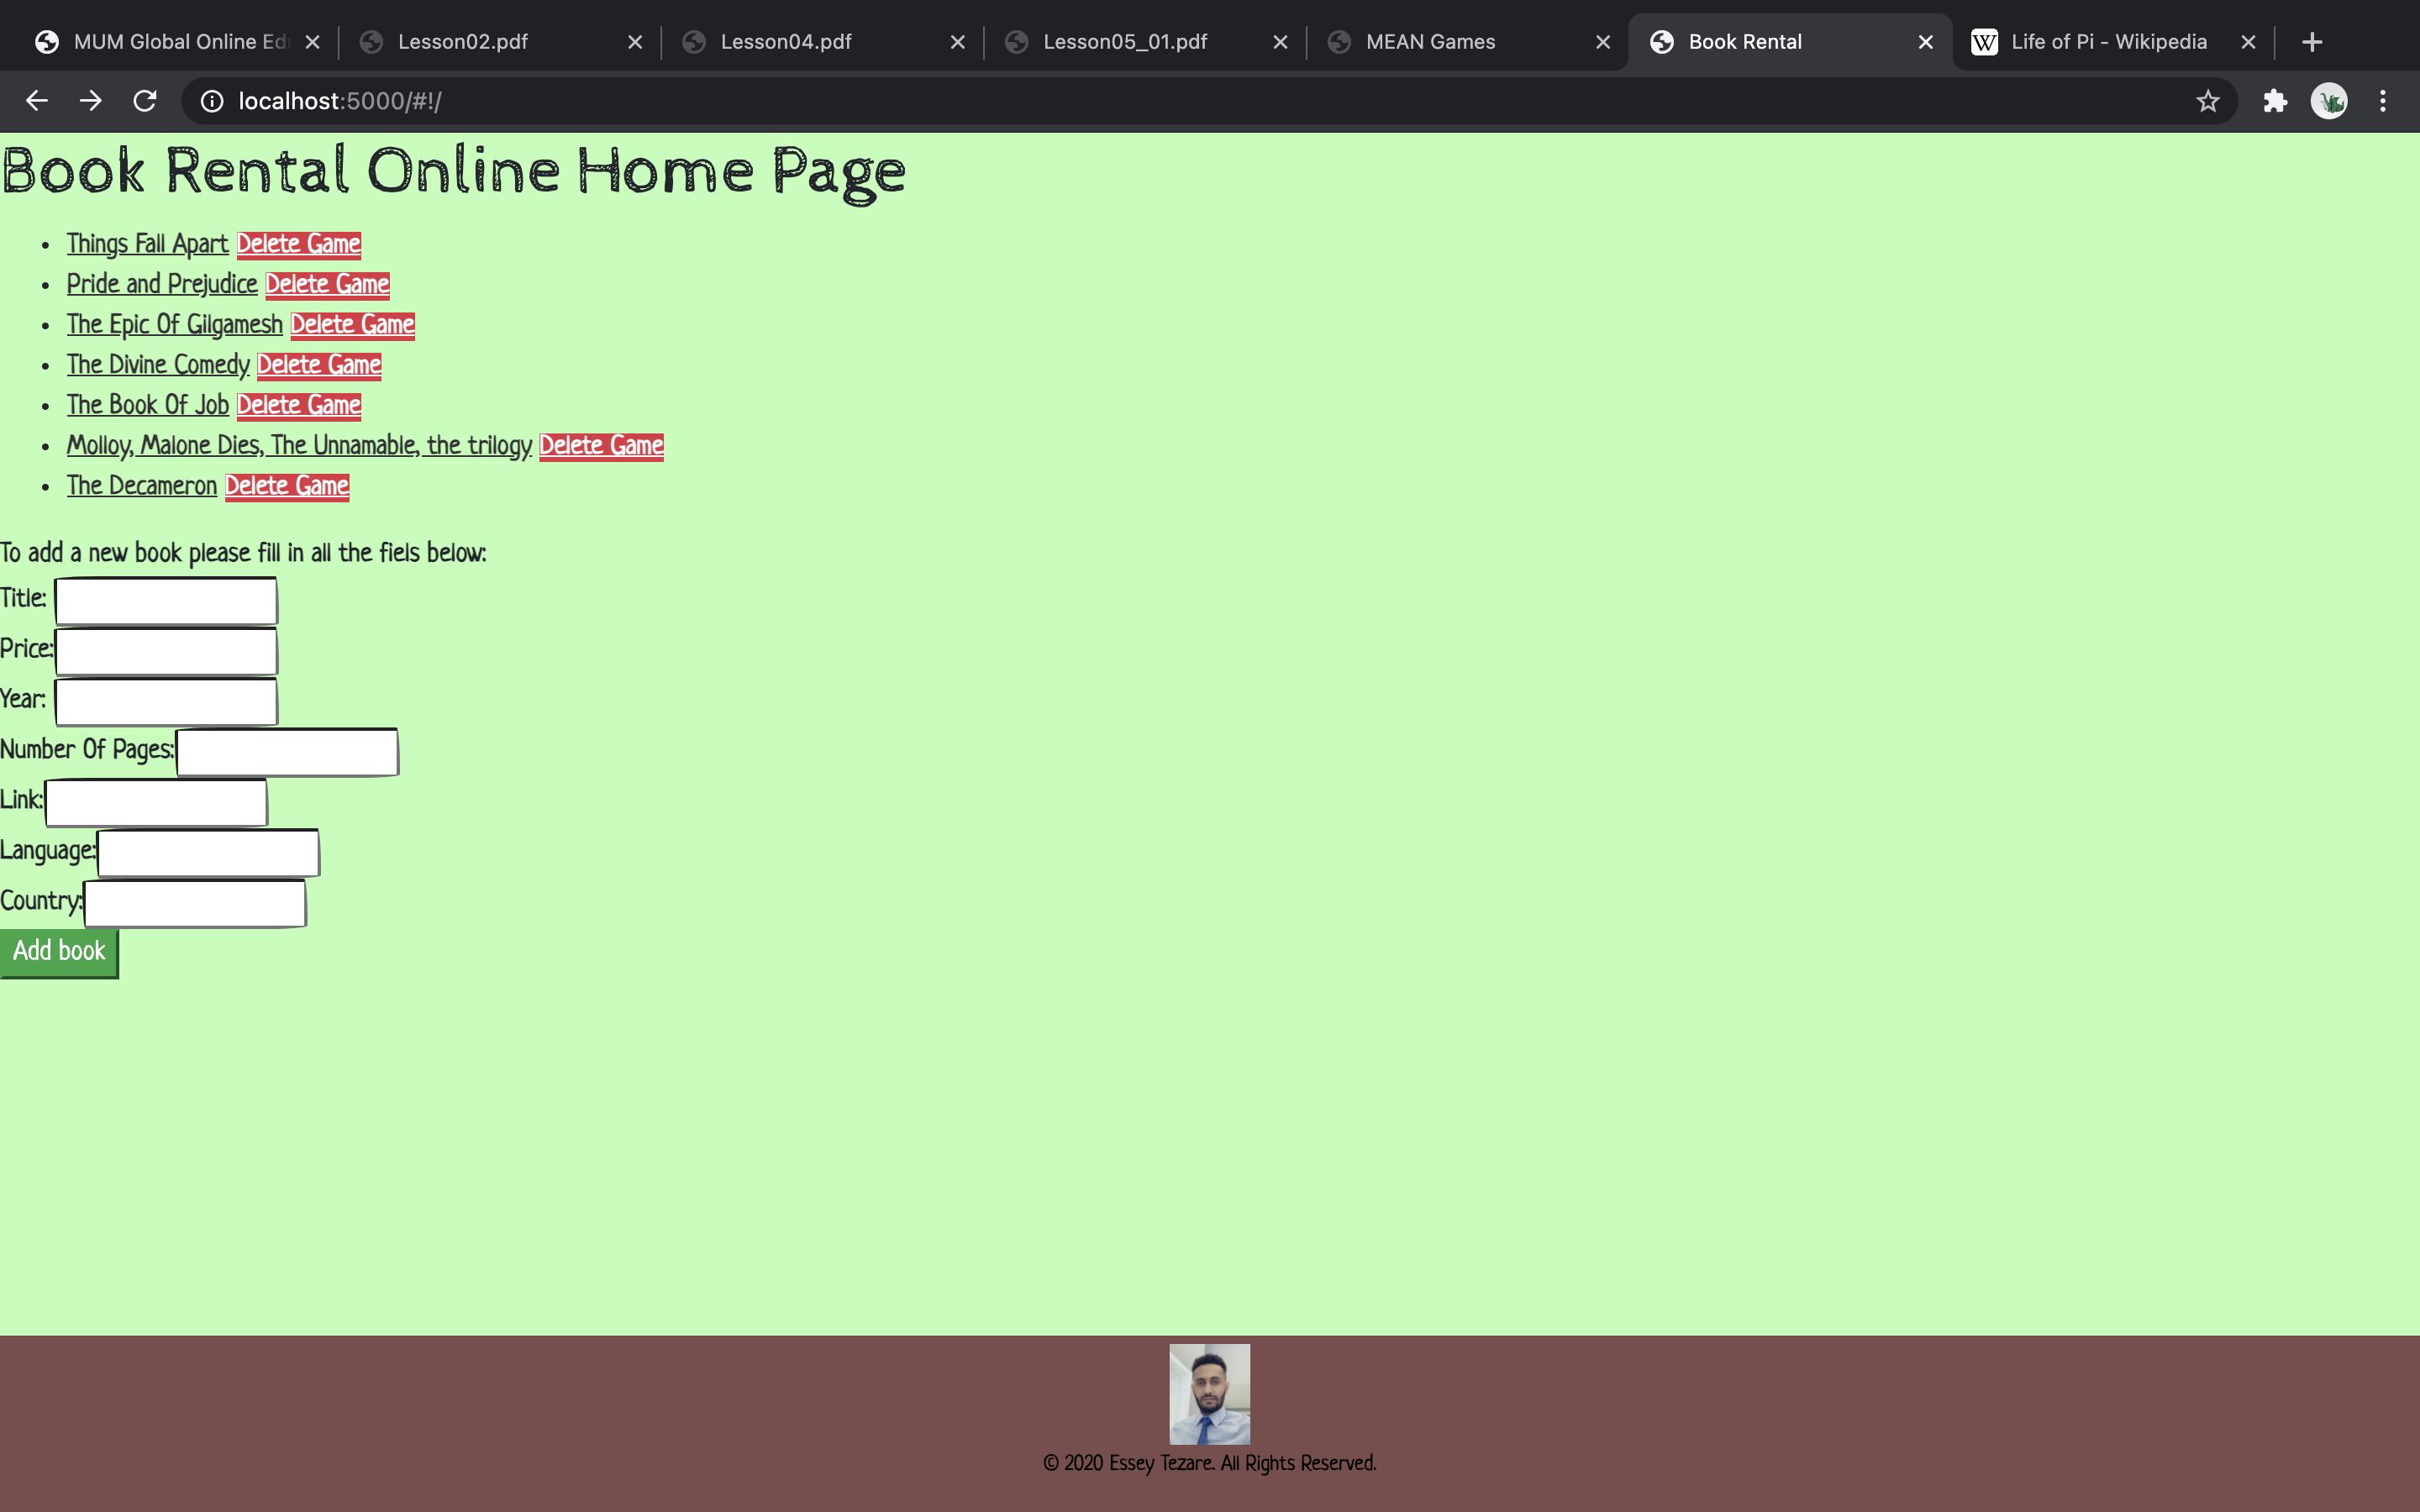 MUM Global Online Ed
Lesson02.pdf
Lesson04.pdf
Lesson05_01.pdf
MEAN Games
Book Rental
Life of Pi - Wikipedia
localhost:5000/#!/
Book Rental Online Home Page
Things Fall Apart Delete Game
Pride and Prejudice Delete Game
The Epic Of Gilgamesh Delete Game
The Divine Comedy Delete Game
The Book Of Job Delete Game
Molloy, Malone Dies, The Unnamable, the trilogy Delete Game
The Decameron Delete Game
To add a new book please fill in all the fiels below:
Title:
Price:
Year:
Number Of Pages:
Link:
Language:
Country:
Add book
© 2020 Essey Tezare. All Rights Reserved.